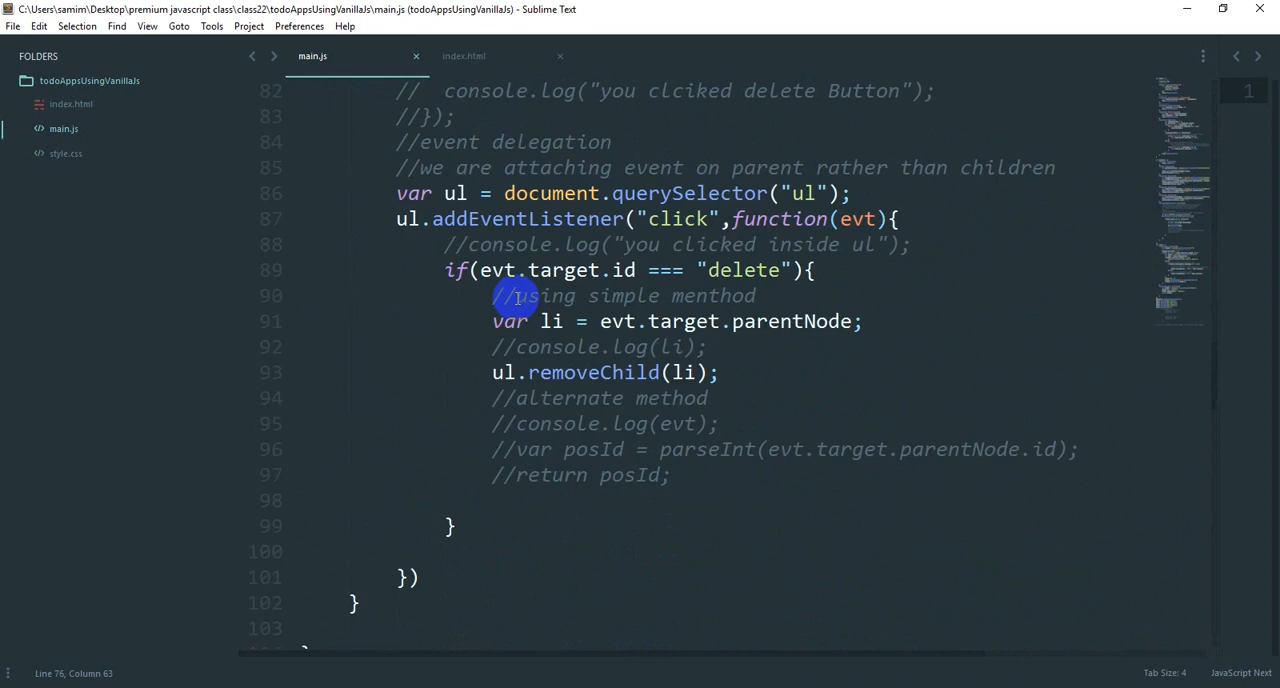 C:\Users\samim\Desktop\premium javascript class\class22\todoAppsUsingVanillaJs\main.js (todoAppsUsingVanillaJs) - Sublime Text
File Edit Selection Find View Goto Tools Project Preferences Help
FOLDERS
todoAppsUsingVanillaJs
index.html
main.js
style.css
main.js index.html
82 // console.log("you clciked delete Button");
83 //});
84 //event delegation
85 //we are attaching event on parent rather than children
86 var ul = document.querySelector("ul");
87 ul.addEventListener("click",function(evt){
88 //console.log("you clicked inside ul");
89 if(evt.target.id === "delete"){
90 //using simple menthod
91 var li = evt.target.parentNode;
92 //console.log(li);
93 ul.removeChild(li);
94 //alternate method
95 //console.log(evt);
96 //var posId = parseInt(evt.target.parentNode.id);
97 //return posId;
98
99 }
100
101 })
102 }
103
1
Line 76, Column 63
Tab Size: 4 JavaScript Next